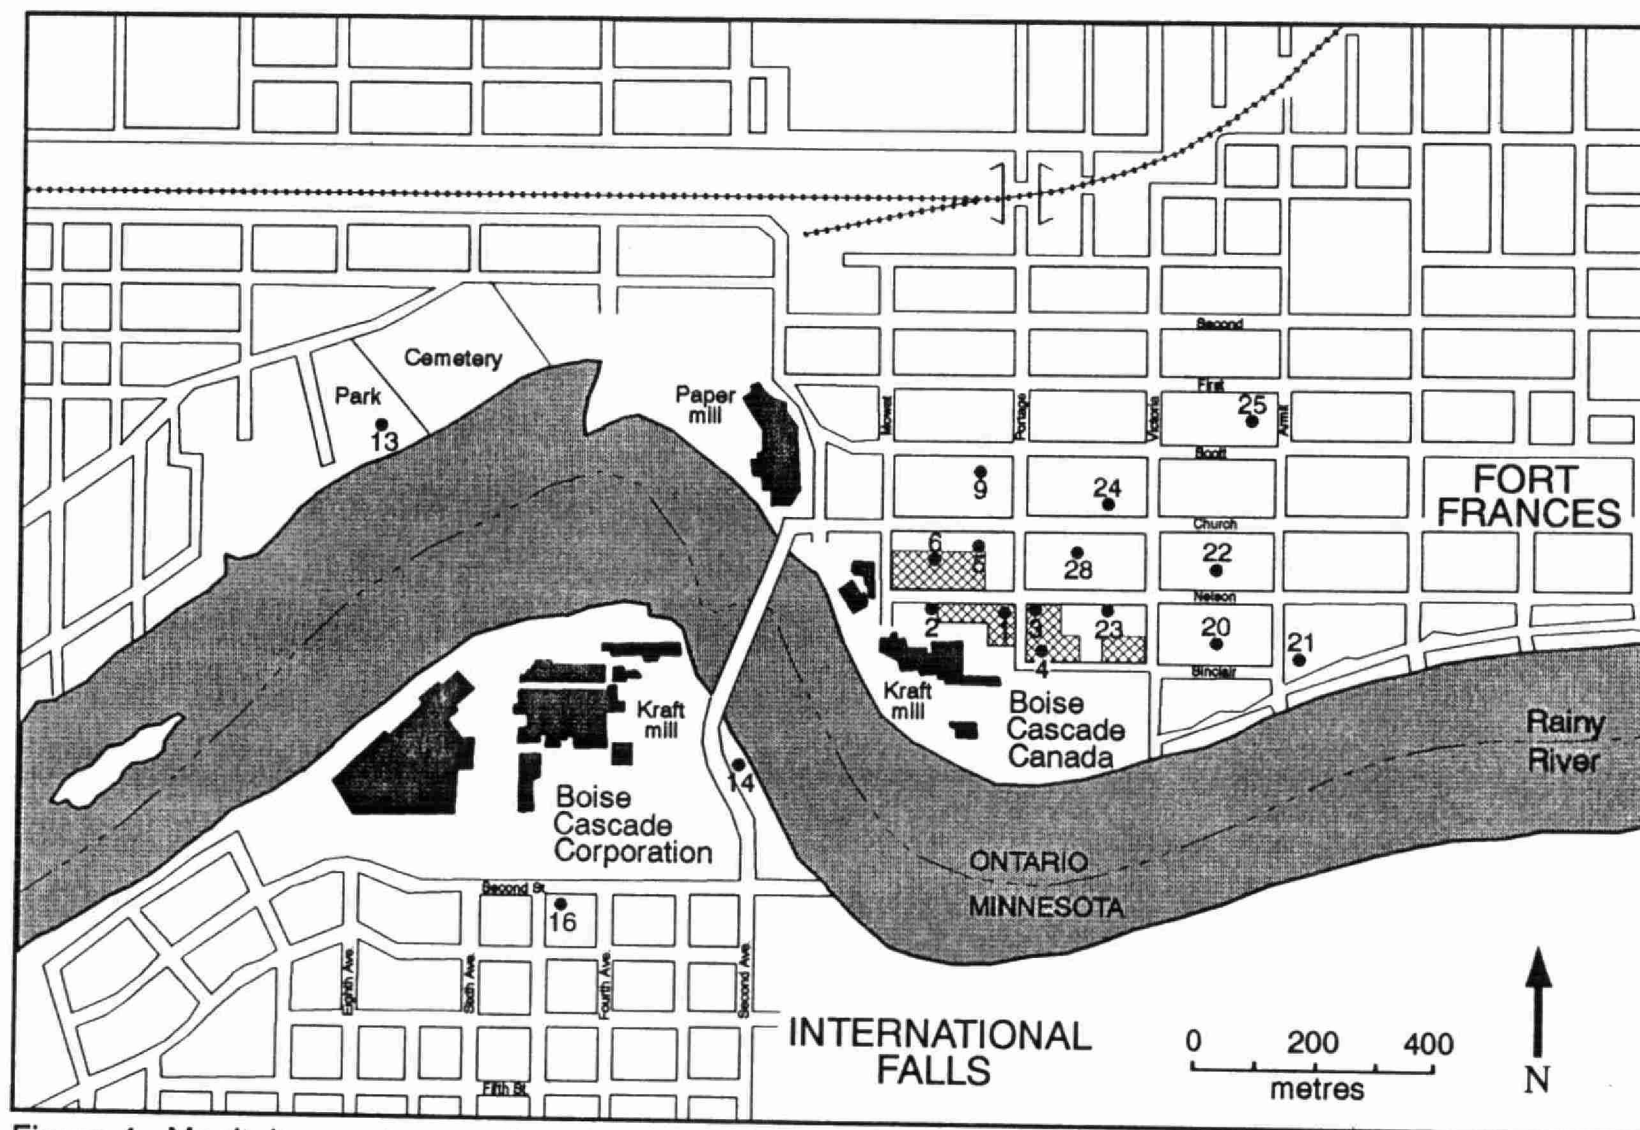 Second
First
Cemetery
Park
Paper
mill
Mowat
Portage
Victoria
Armit
25
13
Scott
9
24
FORT
FRANCES
Church
6
5
28
22
Nelson
2
1
3
23
20
21
4
Sinclair
Kraft
mill
Boise
Cascade
Canada
Kraft
mill
14
Rainy
River
Boise
Cascade
Corporation
ONTARIO
MINNESOTA
Second St.
16
Eighth Ave.
Sixth Ave.
Fourth Ave.
Second Ave.
INTERNATIONAL
FALLS
Fifth St.
0 200 400
metres
N